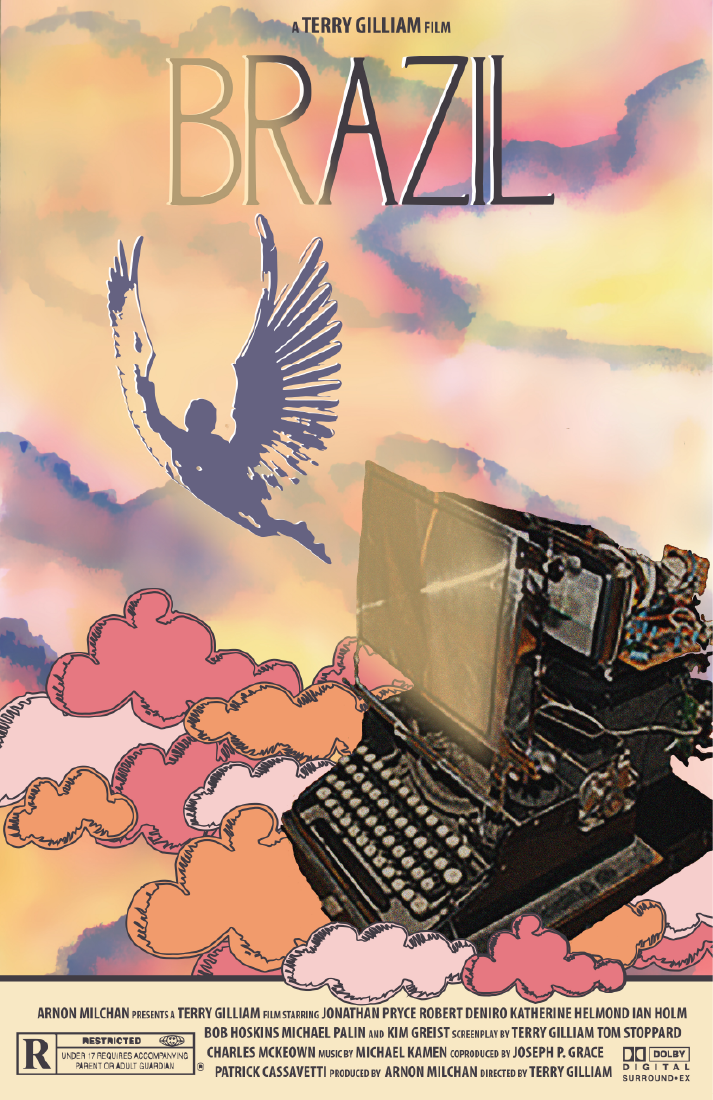 A TERRY GILLIAM FILM
BRAZIL
ARNON MILCHAN PRESENTS A TERRY GILLIAM FILM STARRING JONATHAN PRYCE ROBERT DENIRO KATHERINE HELMOND IAN HOLM
BOB HOSKINS MICHAEL PALIN AND KIM GREIST SCREENPLAY BY TERRY GILLIAM TOM STOPPARD
CHARLES MCKEOWN MUSIC BY MICHAEL KAMEN COPRODUCED BY JOSEPH P. GRACE
PATRICK CASSAVETTI PRODUCED BY ARNON MILCHAN DIRECTED BY TERRY GILLIAM
R
RESTRICTED
UNDER 17 REQUIRES ACCOMPANYING
PARENT OR ADULT GUARDIAN
®
DOLBY
DIGITAL
SURROUND•EX